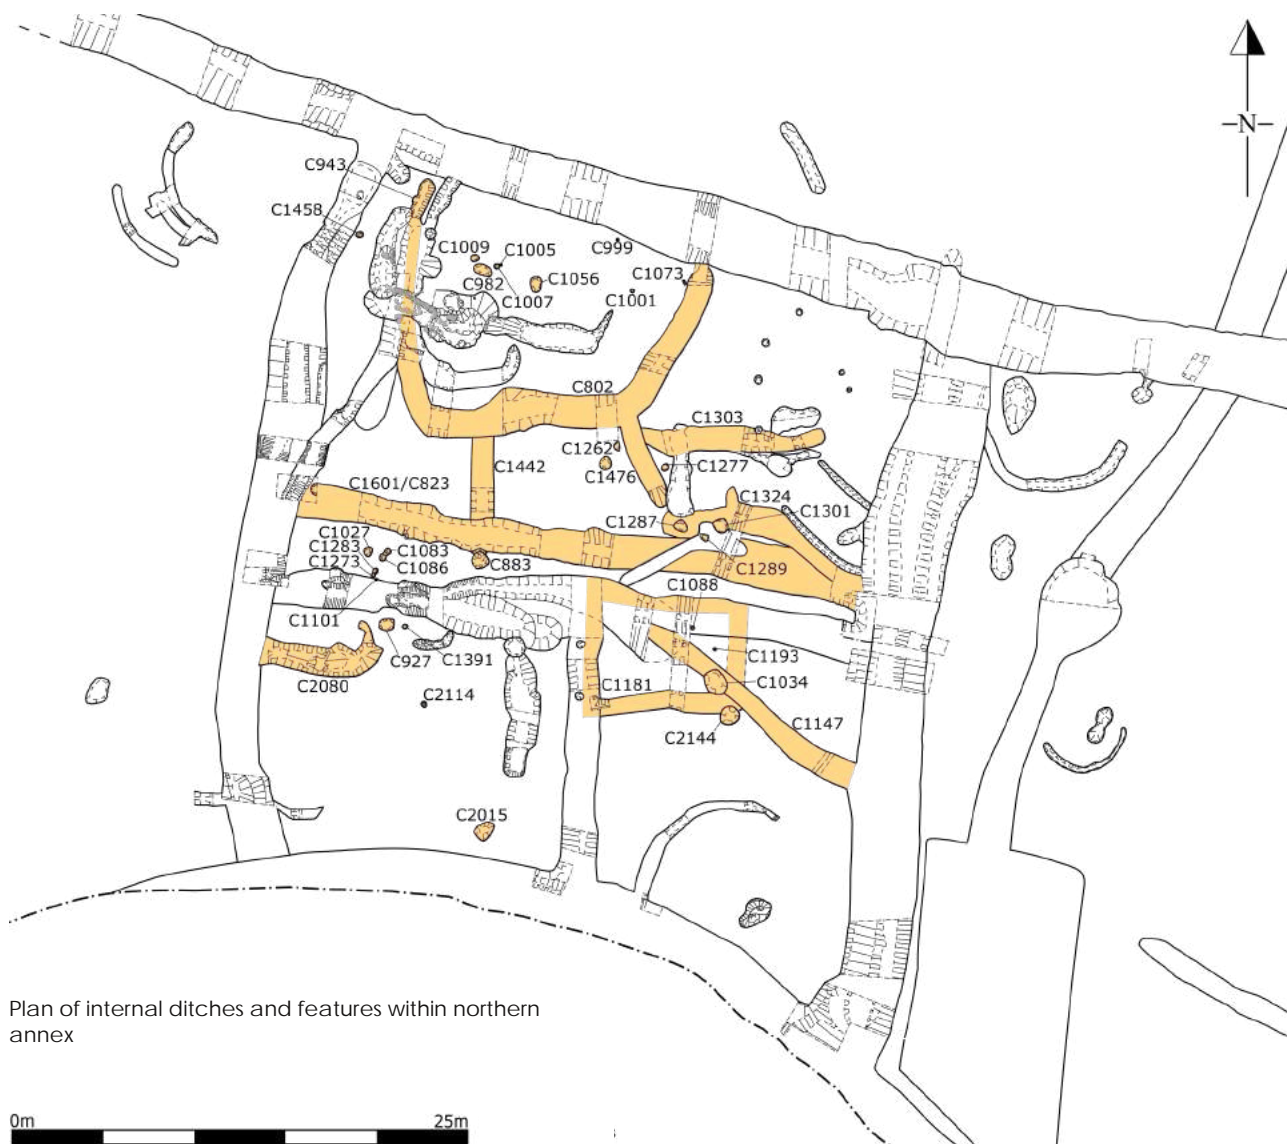 N
C943
C1458
C1009
C1005
C999
C982
C1007
C1056
C1073
C1001
C802
C1303
C1262
C1442
C1476
C1277
C1601/C823
C1324
C1287
C1301
C1027
C1283
C1273
C1083
C1086
C883
C1289
C1088
C1101
C927
C1391
C1193
C2080
C1181
C1034
C2114
C1147
C2144
C2015
Plan of internal ditches and features within northern
annex
0m 25m